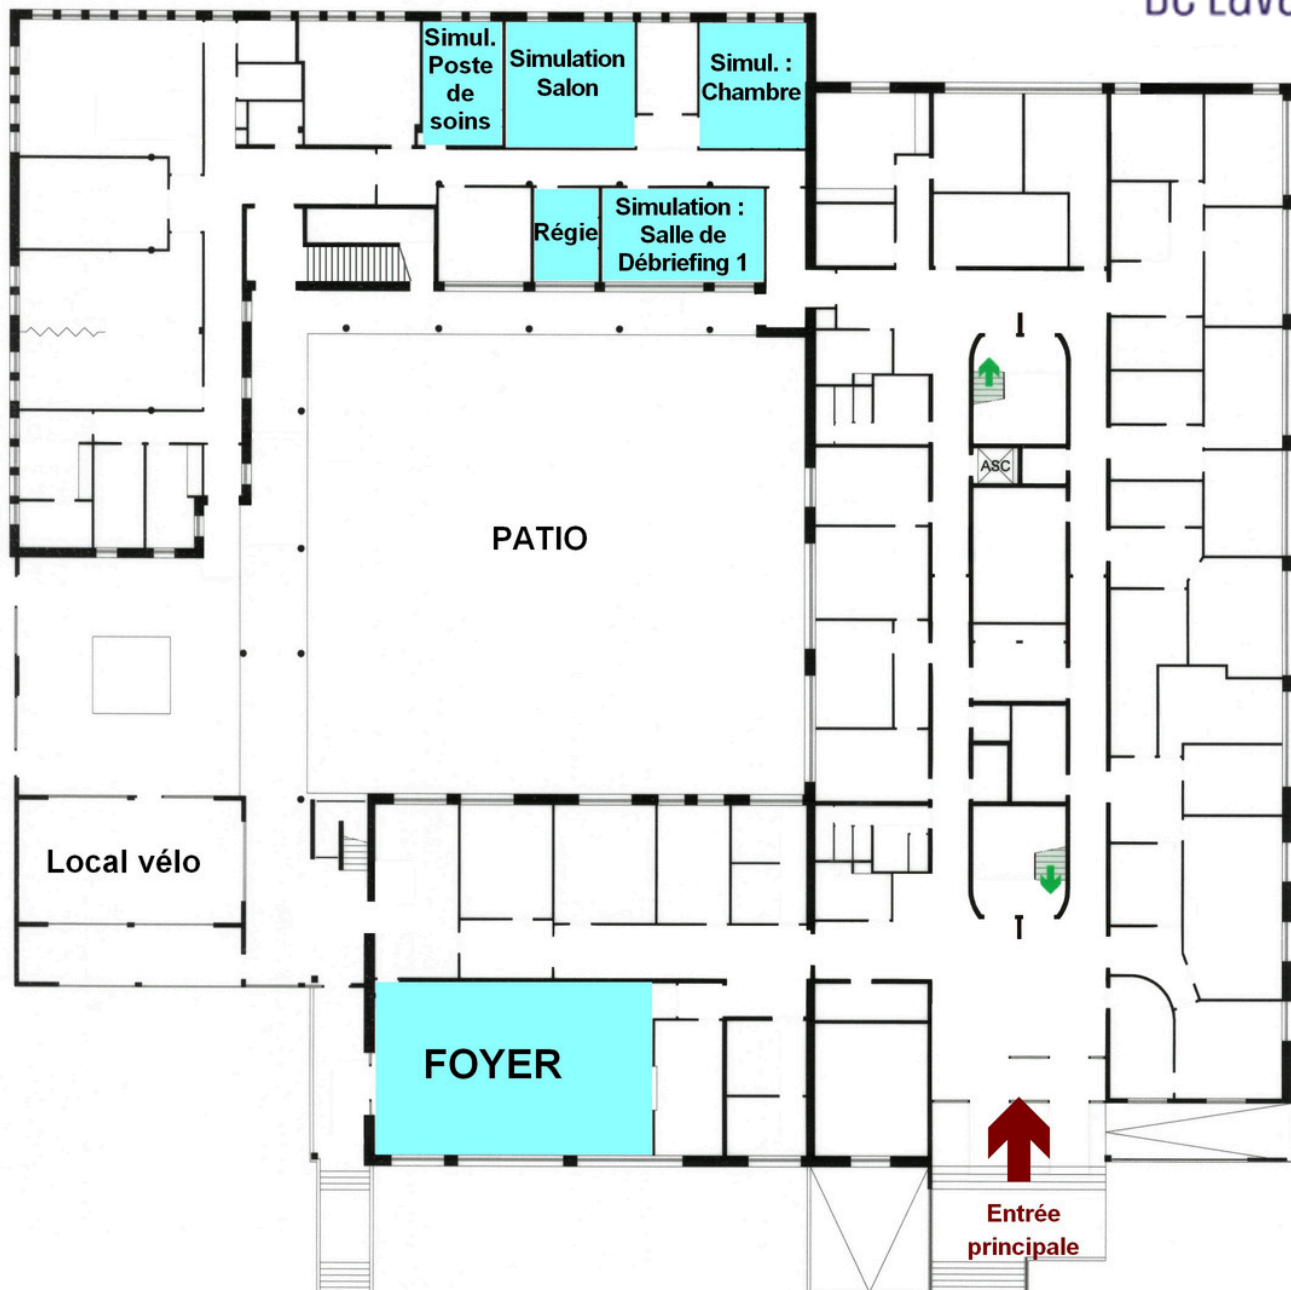 Simul.
Poste
de
soins
Simulation
Salon
Simul. :
Chambre
Régie
Simulation :
Salle de
Débriefing 1
ASC
PATIO
Local vélo
FOYER
Entrée
principale